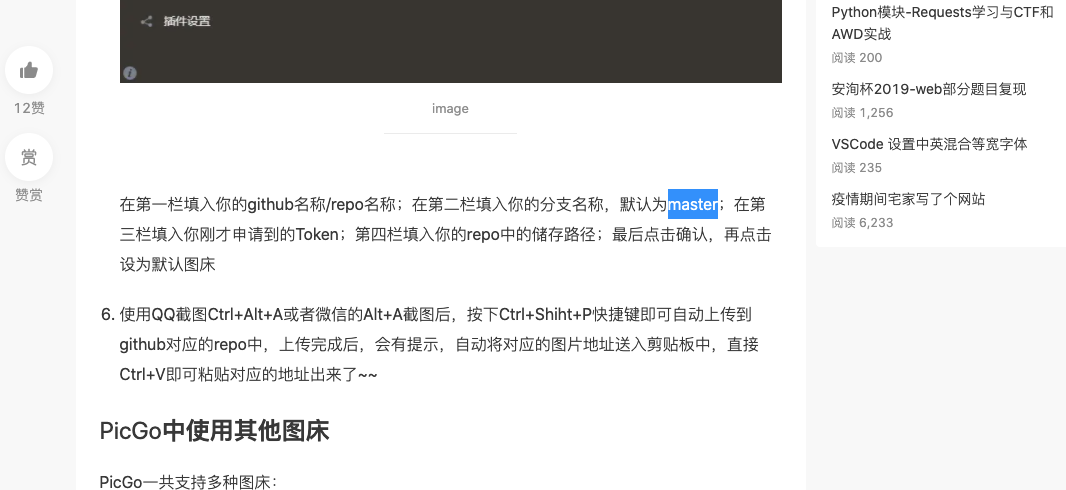 插件设置
image
12赞
赏
赞赏
在第一栏填入你的github名称/repo名称；在第二栏填入你的分支名称，默认为master；在第
三栏填入你刚才申请到的Token；第四栏填入你的repo中的储存路径；最后点击确认，再点击
设为默认图床
6. 使用QQ截图Ctrl+Alt+A或者微信的Alt+A截图后，按下Ctrl+Shiht+P快捷键即可自动上传到
github对应的repo中，上传完成后，会有提示，自动将对应的图片地址送入剪贴板中，直接
Ctrl+V即可粘贴对应的地址出来了~~
PicGo中使用其他图床
PicGo一共支持多种图床：
Python模块-Requests学习与CTF和
AWD实战
阅读 200
安洵杯2019-web部分题目复现
阅读 1,256
VSCode 设置中英混合等宽字体
阅读 235
疫情期间宅家写了个网站
阅读 6,233